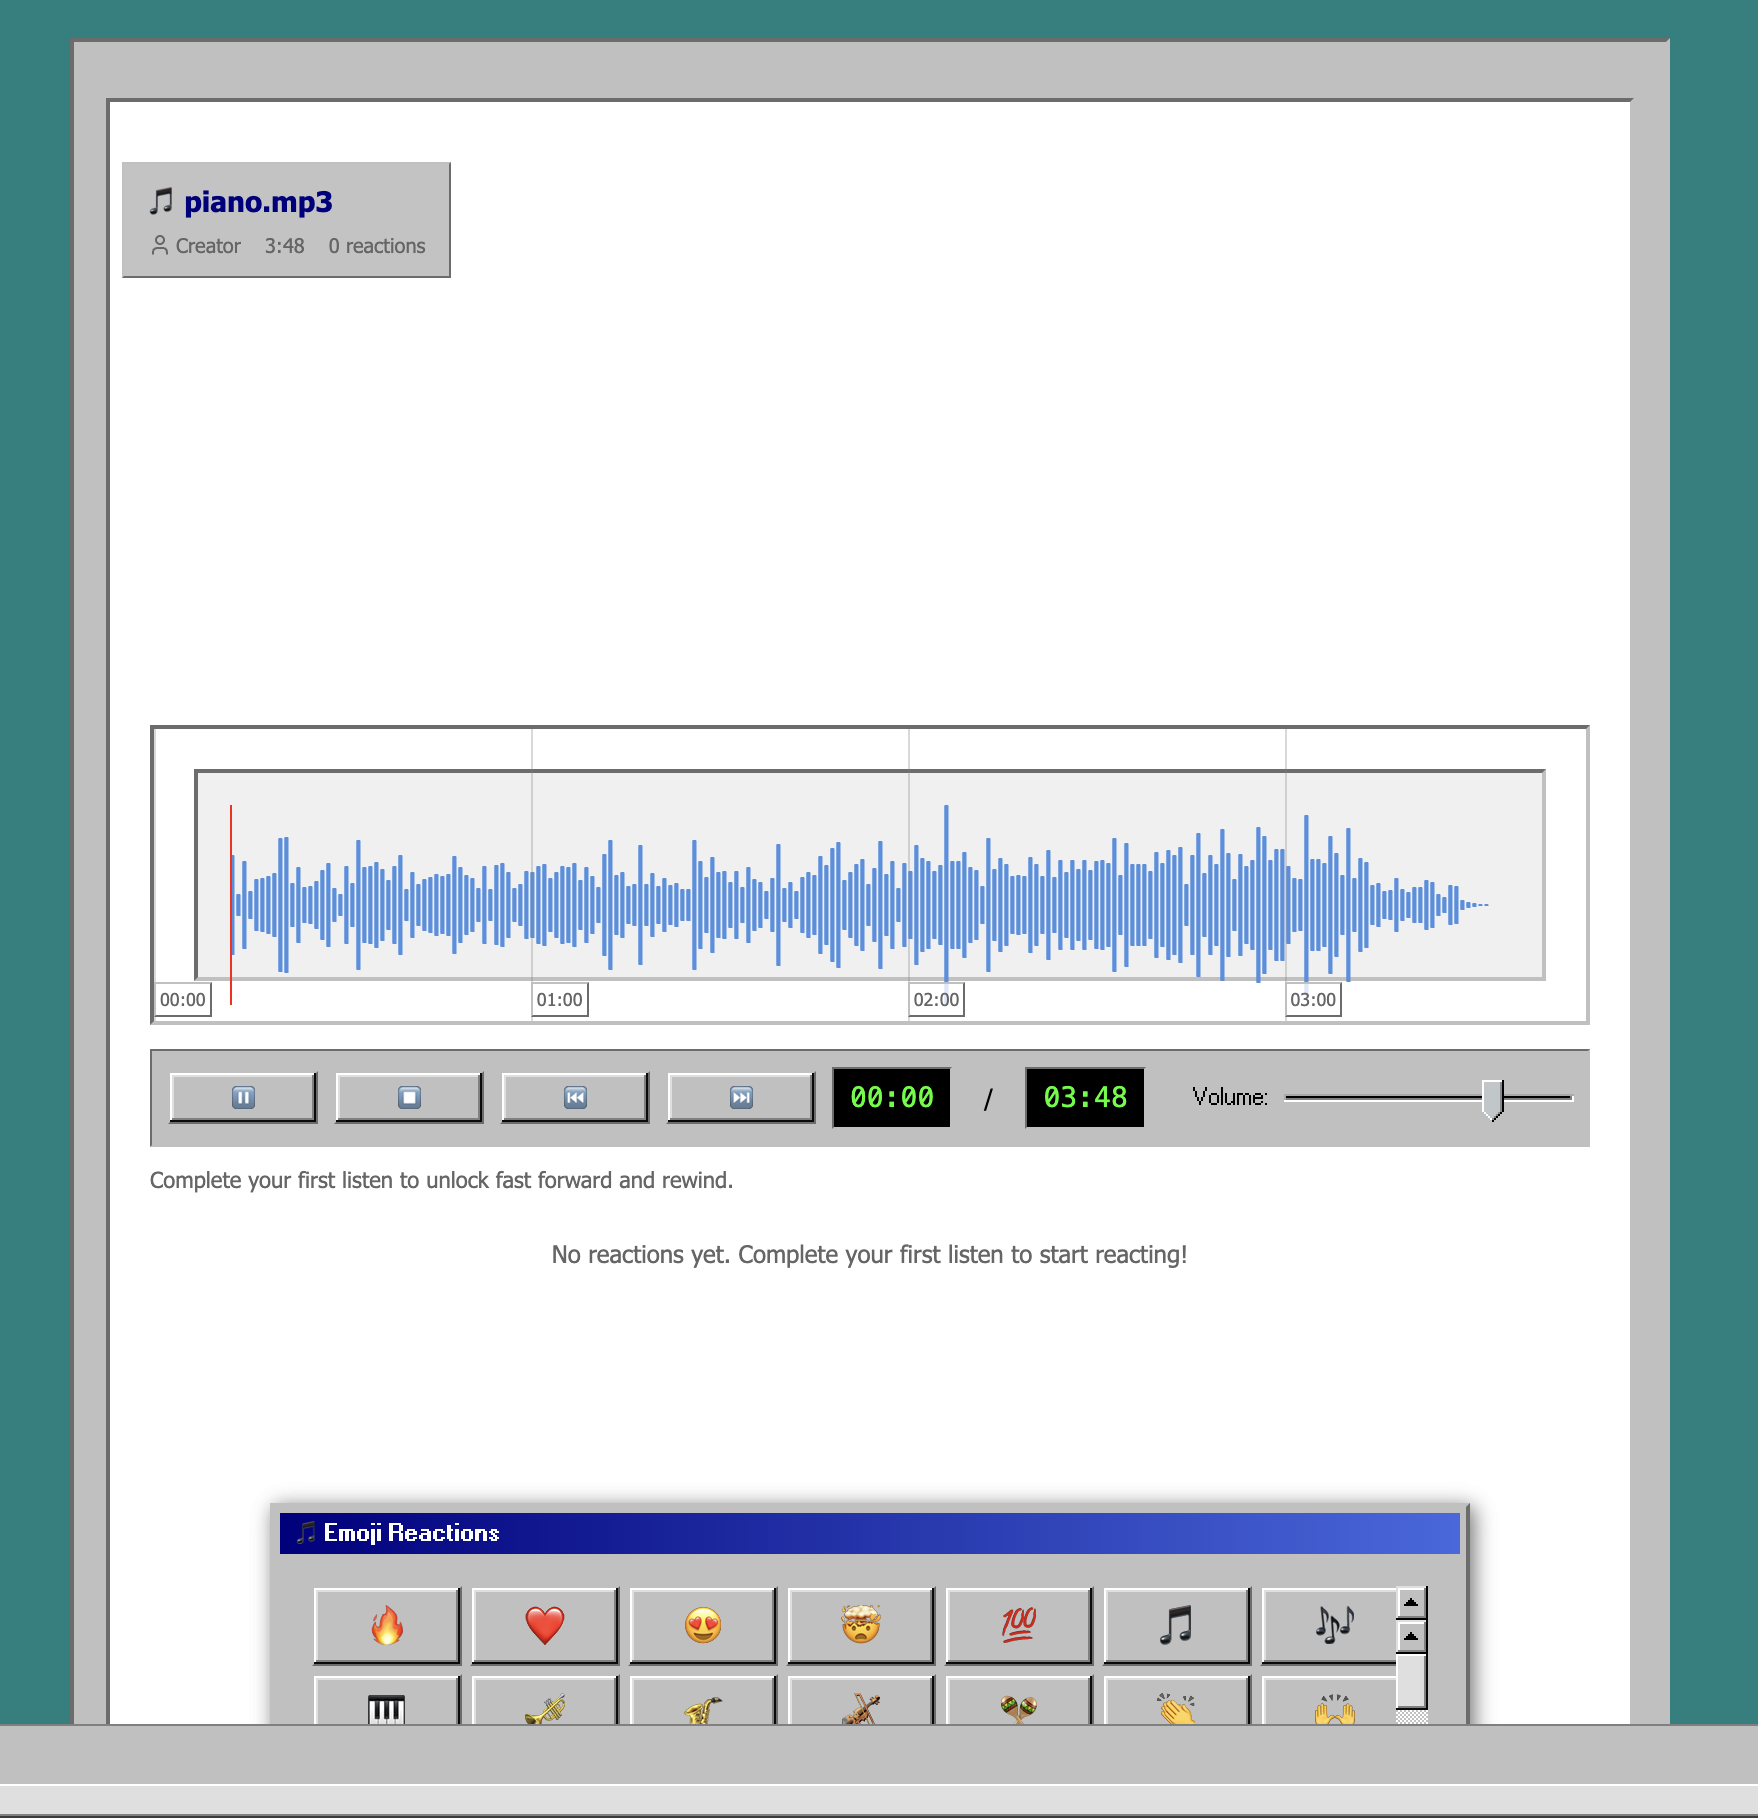 piano.mp3
Creator 3:48 0 reactions
00:00 01:00 02:00 03:00
00:00 / 03:48 Volume:
Complete your first listen to unlock fast forward and rewind.
No reactions yet. Complete your first listen to start reacting!
Emoji Reactions
100